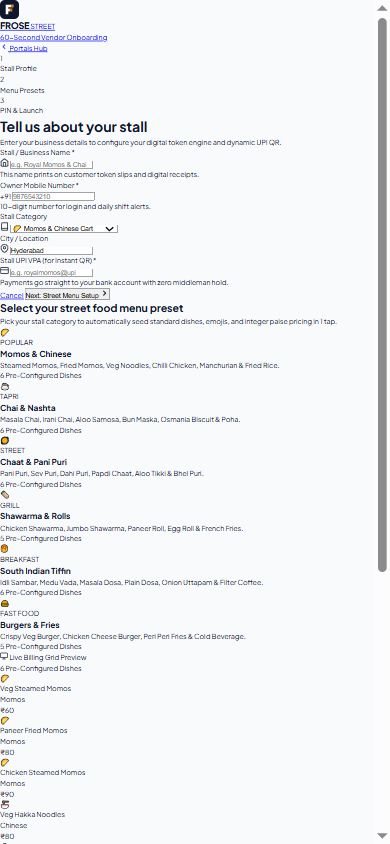 F
FROSE STREET
60-Second Vendor Onboarding
Portals Hub
1
Stall Profile
2
Menu Presets
3
PIN & Launch
Tell us about your stall
Enter your business details to configure your digital token engine and dynamic UPI QR.
Stall / Business Name *
e.g. Royal Momos & Chai
This name prints on customer token slips and digital receipts.
Owner Mobile Number *
+91 9876543210
10-digit number for login and daily shift alerts.
Stall Category
Momos & Chinese Cart
City / Location
Hyderabad
Stall UPI VPA (for Instant QR) *
e.g. royalmomos@upi
Payments go straight to your bank account with zero middleman hold.
Cancel Next: Street Menu Setup
Select your street food menu preset
Pick your stall category to automatically seed standard dishes, emojis, and integer paise pricing in 1 tap.
POPULAR
Momos & Chinese
Steamed Momos, Fried Momos, Veg Noodles, Chilli Chicken, Manchurian & Fried Rice.
6 Pre-Configured Dishes
TAPRI
Chai & Nashta
Masala Chai, Irani Chai, Aloo Samosa, Bun Maska, Osmania Biscuit & Poha.
6 Pre-Configured Dishes
STREET
Chaat & Pani Puri
Pani Puri, Sev Puri, Dahi Puri, Papdi Chaat, Aloo Tikki & Bhel Puri.
6 Pre-Configured Dishes
GRILL
Shawarma & Rolls
Chicken Shawarma, Jumbo Shawarma, Paneer Roll, Egg Roll & French Fries.
5 Pre-Configured Dishes
BREAKFAST
South Indian Tiffin
Idli Sambar, Medu Vada, Masala Dosa, Plain Dosa, Onion Uttapam & Filter Coffee.
6 Pre-Configured Dishes
FAST FOOD
Burgers & Fries
Crispy Veg Burger, Chicken Cheese Burger, Peri Peri Fries & Cold Beverage.
5 Pre-Configured Dishes
Live Billing Grid Preview
6 Pre-Configured Dishes
Veg Steamed Momos
Momos
₹60
Paneer Fried Momos
Momos
₹80
Chicken Steamed Momos
Momos
₹90
Veg Hakka Noodles
Chinese
₹80